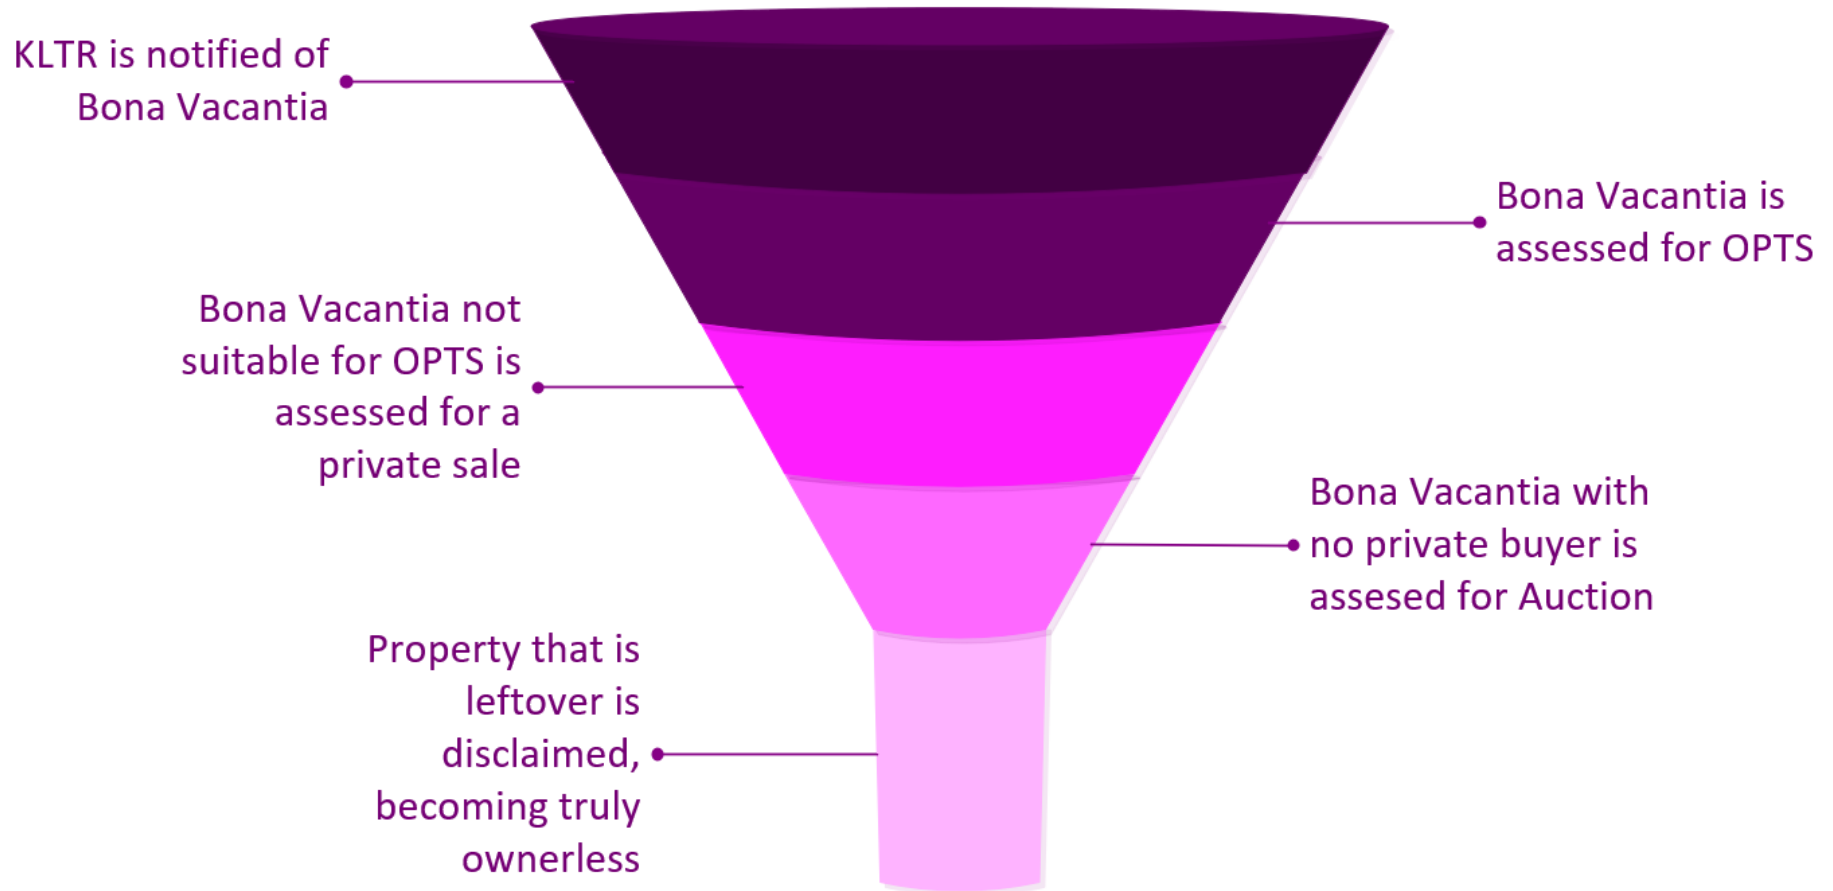 KLTR is notified of
Bona Vacantia
Bona Vacantia is
assessed for OPTS
Bona Vacantia not
suitable for OPTS is
assessed for a
private sale
Bona Vacantia with
no private buyer is
assesed for Auction
Property that is
leftover is
disclaimed,
becoming truly
ownerless